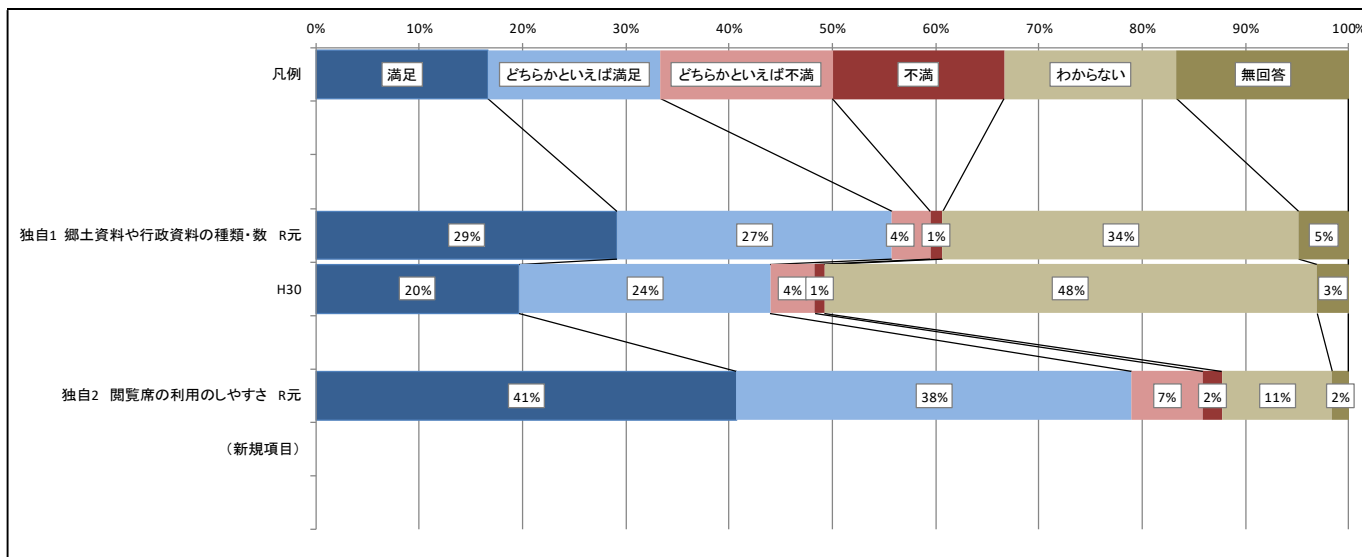 0% 10% 20% 30% 40% 50% 60% 70% 80% 90% 100%
凡例 満足 どちらかといえば満足 どちらかといえば不満 不満 わからない 無回答
独自1 郷土資料や行政資料の種類・数 R元 29% 27% 4% 1% 34% 5%
H30 20% 24% 4% 1% 48% 3%
独自2 閲覧席の利用のしやすさ R元 41% 38% 7% 2% 11% 2%
(新規項目)